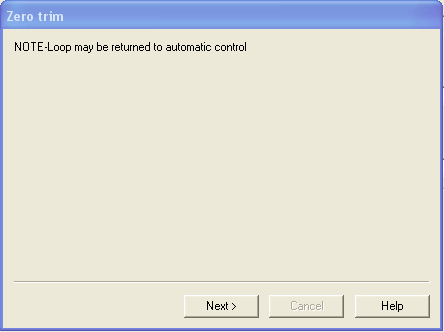 Zero trim
NOTE-Loop may be returned to automatic control
Next >
Cancel
Help